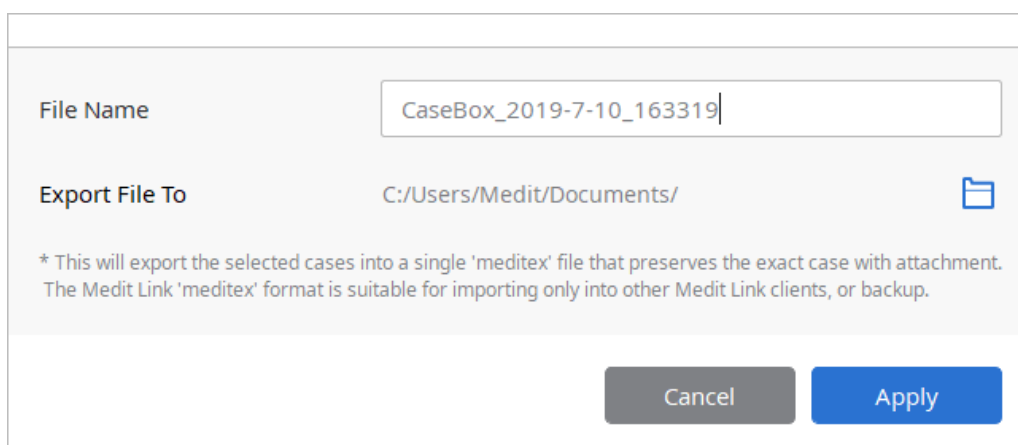 File Name
CaseBox_2019-7-10_163319
Export File To
C:/Users/Medit/Documents/
* This will export the selected cases into a single 'meditex' file that preserves the exact case with attachment.
The Medit Link 'meditex' format is suitable for importing only into other Medit Link clients, or backup.
Cancel
Apply